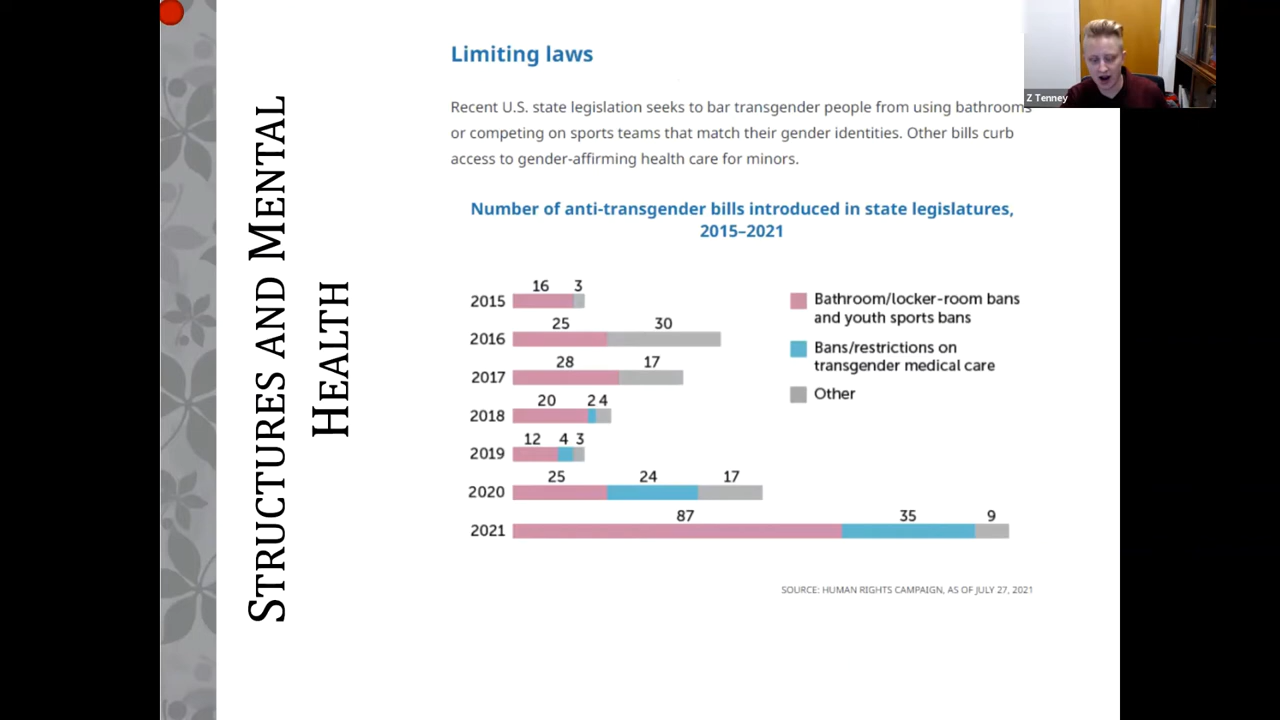 STRUCTURES AND MENTAL
HEALTH
Limiting laws
Z Tenney
Recent U.S. state legislation seeks to bar transgender people from using bathrooms
or competing on sports teams that match their gender identities. Other bills curb
access to gender-affirming health care for minors.
Number of anti-transgender bills introduced in state legislatures,
2015–2021
16 3
2015
25 30
2016
28 17
2017
20 2 4
2018
12 4 3
2019
25 24 17
2020
87 35 9
2021
Bathroom/locker-room bans
and youth sports bans
Bans/restrictions on
transgender medical care
Other
SOURCE: HUMAN RIGHTS CAMPAIGN, AS OF JULY 27, 2021